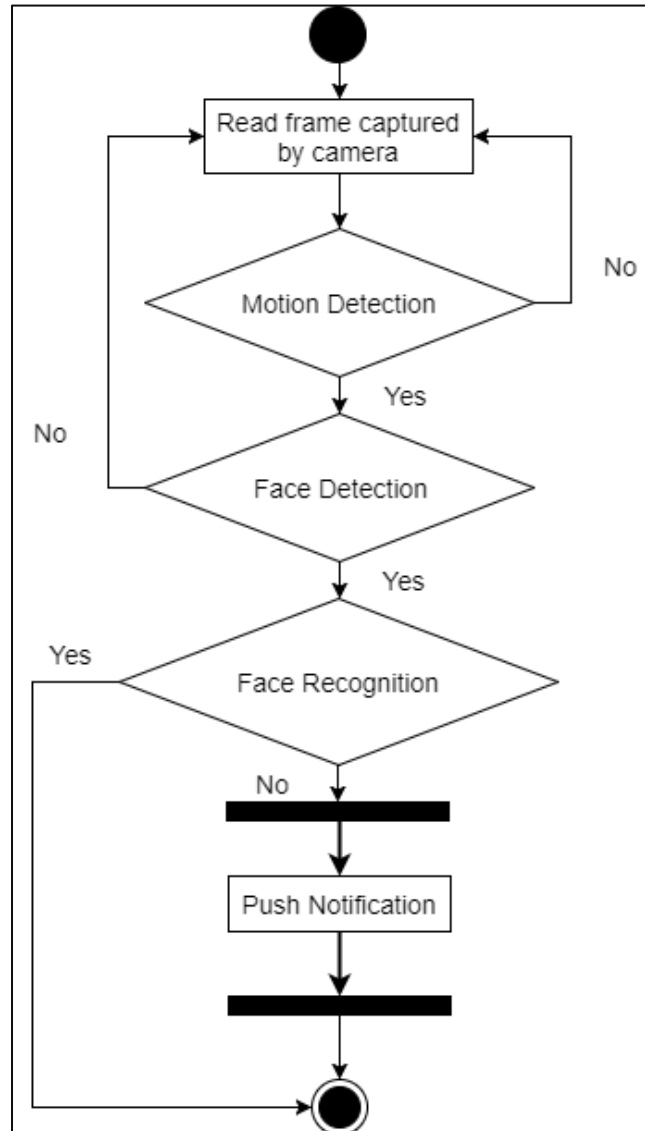 Read frame captured
by camera
No
Motion Detection
Yes
No
Face Detection
Yes
Yes
Face Recognition
No
Push Notification